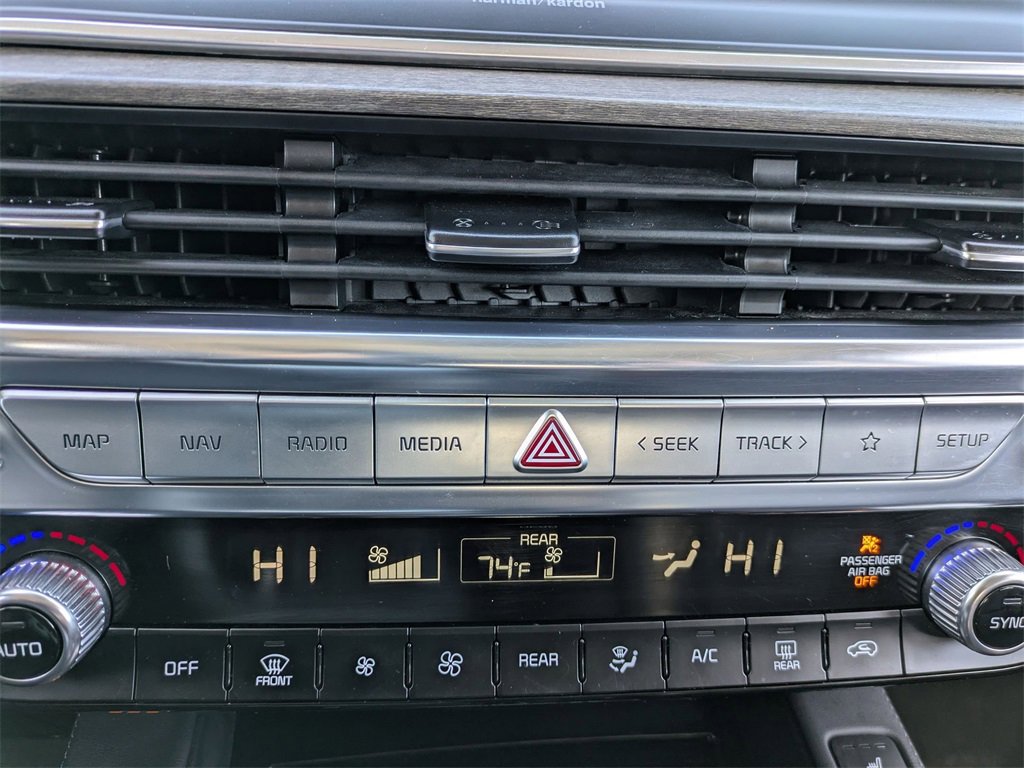 harman/kardon
MAP
NAV
RADIO
MEDIA
< SEEK
TRACK >
SETUP
HI
REAR
74°F
HI
PASSENGER
AIR BAG
OFF
AUTO
OFF
FRONT
REAR
A/C
REAR
SYNC